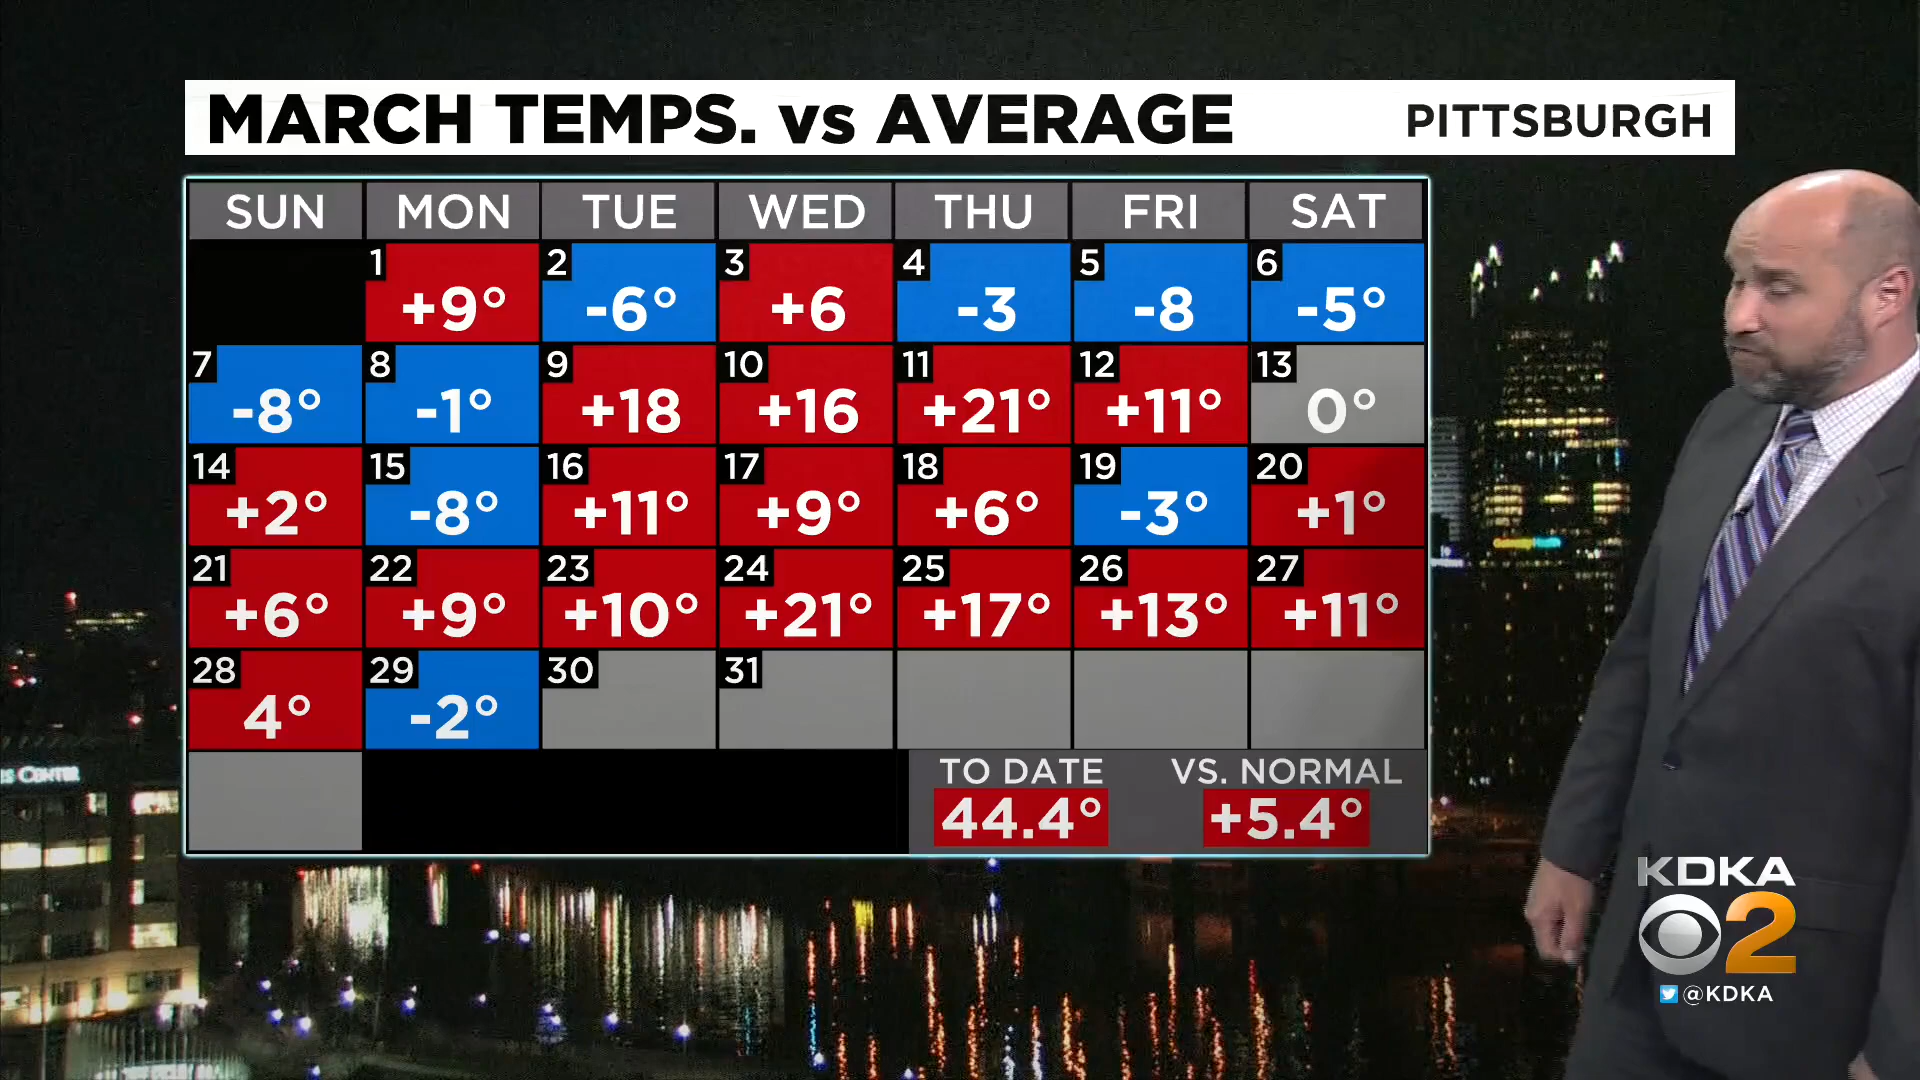 MARCH TEMPS. vs AVERAGE PITTSBURGH
SUN MON TUE WED THU FRI SAT
1 2 3 4 5 6
+9° -6° +6 -3 -8 -5°
7 8 9 10 11 12 13
-8° -1° +18 +16 +21° +11° 0°
14 15 16 17 18 19 20
+2° -8° +11° +9° +6° -3° +1°
21 22 23 24 25 26 27
+6° +9° +10° +21° +17° +13° +11°
28 29 30 31
4° -2°
TO DATE VS. NORMAL
44.4° +5.4°
CENTER
KDKA
2
@KDKA